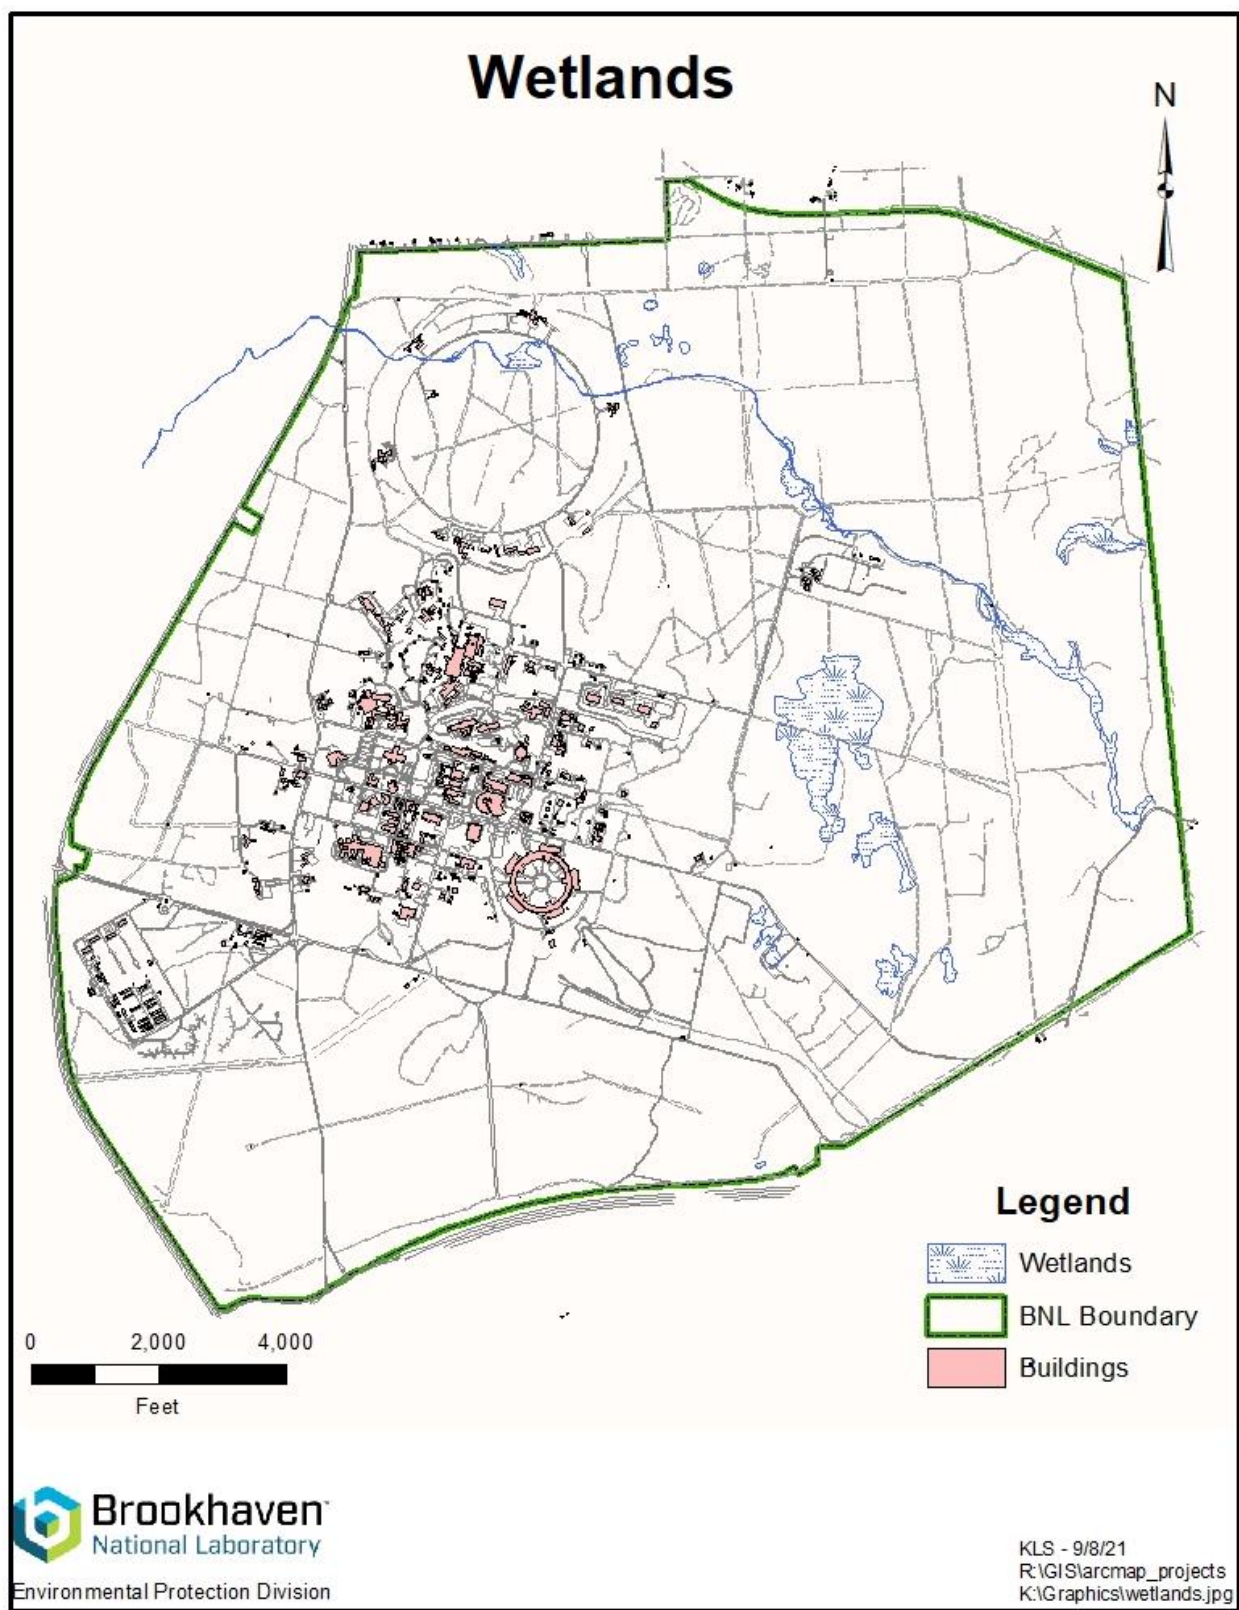 Wetlands
N
Legend
Wetlands
BNL Boundary
Buildings
0 2,000 4,000
Feet
Brookhaven™
National Laboratory
Environmental Protection Division
KLS - 9/8/21
R:\GIS\arcmap_projects
K:\Graphics\wetlands.jpg